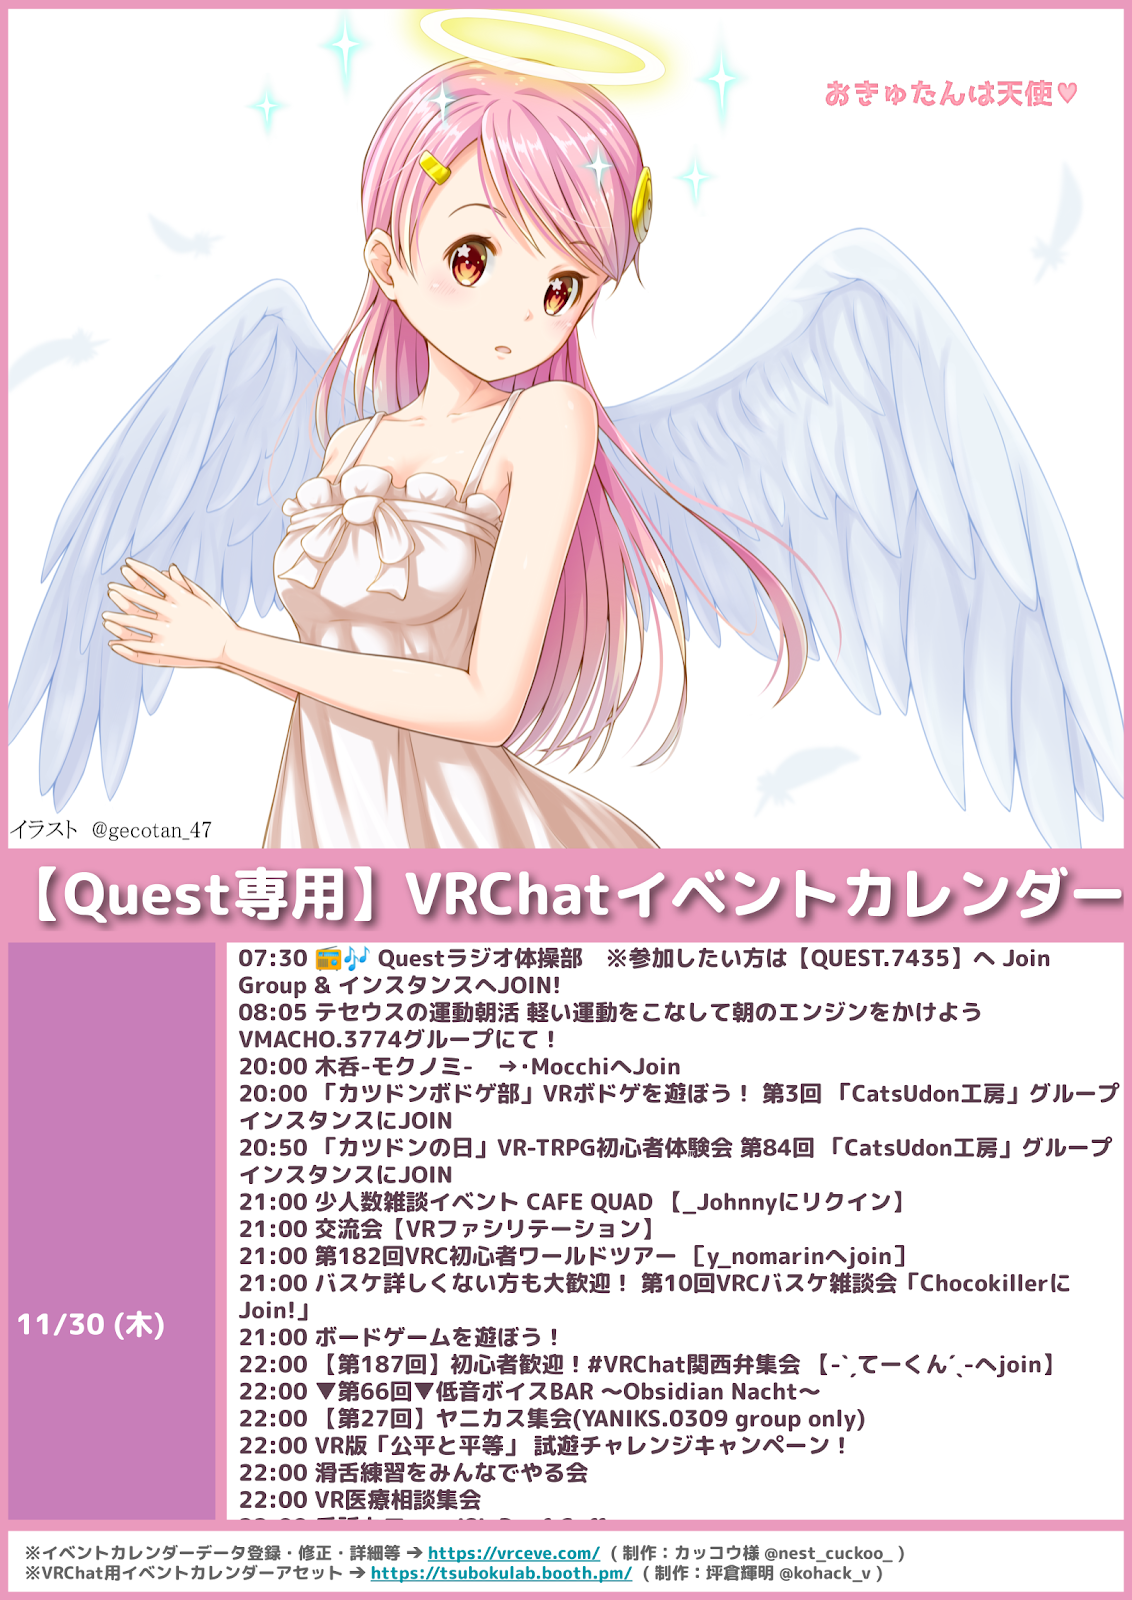 おきゅたんは天使♥
イラスト @gecotan_47
【Quest専用】VRChatイベントカレンダー
11/30 (木)
07:30 📻🎶 Questラジオ体操部　※参加したい方は【QUEST.7435】へ Join
Group & インスタンスへJOIN!
08:05 テセウスの運動朝活 軽い運動をこなして朝のエンジンをかけよう
VMACHO.3774グループにて！
20:00 木呑-モクノミ-　→･MocchiへJoin
20:00 「カツドンボドゲ部」VRボドゲを遊ぼう！ 第3回 「CatsUdon工房」グループ
インスタンスにJOIN
20:50 「カツドンの日」VR-TRPG初心者体験会 第84回 「CatsUdon工房」グループ
インスタンスにJOIN
21:00 少人数雑談イベント CAFE QUAD 【_Johnnyにリクイン】
21:00 交流会【VRファシリテーション】
21:00 第182回VRC初心者ワールドツアー ［y_nomarinへjoin］
21:00 バスケ詳しくない方も大歓迎！ 第10回VRCバスケ雑談会「Chocokillerに
Join!」
21:00 ボードゲームを遊ぼう！
22:00 【第187回】初心者歓迎！#VRChat関西弁集会 【-ˋˏてーくんˊˎ-へjoin】
22:00 ▼第66回▼低音ボイスBAR ～Obsidian Nacht～
22:00 【第27回】ヤニカス集会(YANIKS.0309 group only)
22:00 VR版「公平と平等」 試遊チャレンジキャンペーン！
22:00 滑舌練習をみんなでやる会
22:00 VR医療相談集会
※イベントカレンダーデータ登録・修正・詳細等 ➔ https://vrceve.com/ ( 制作：カッコウ様 @nest_cuckoo_ )
※VRChat用イベントカレンダーアセット ➔ https://tsubokulab.booth.pm/ ( 制作：坪倉輝明 @kohack_v )